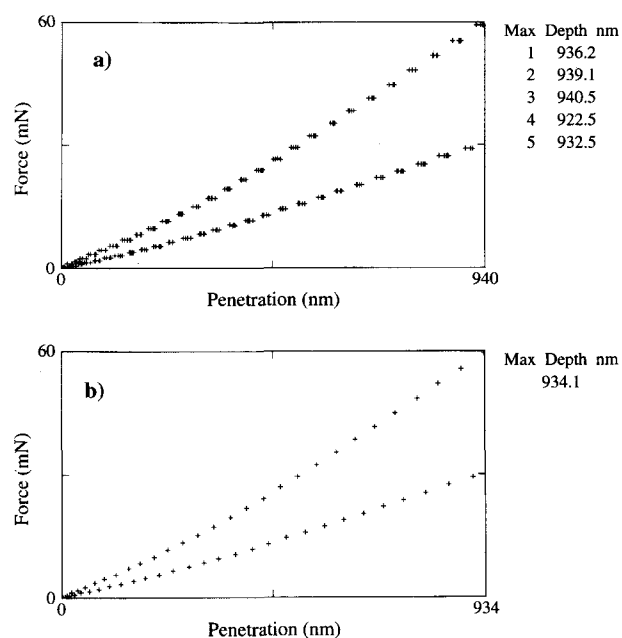 60
a)
Force (mN)
0
0
940
Penetration (nm)
Max Depth nm
1 936.2
2 939.1
3 940.5
4 922.5
5 932.5
60
b)
Force (mN)
0
0
934
Penetration (nm)
Max Depth nm
934.1